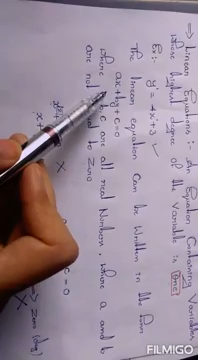 ⇒ Linear Equations :- An Equation Containing Variables
whose highest degree of the Variable is one
Ex:- y = 4x+3 ✓
The linear equation can be written in the form
ax+by+c=0
where b, c are all real Numbers, where a and b
are not to zero
= 0
x
→ zero
FILMIGO